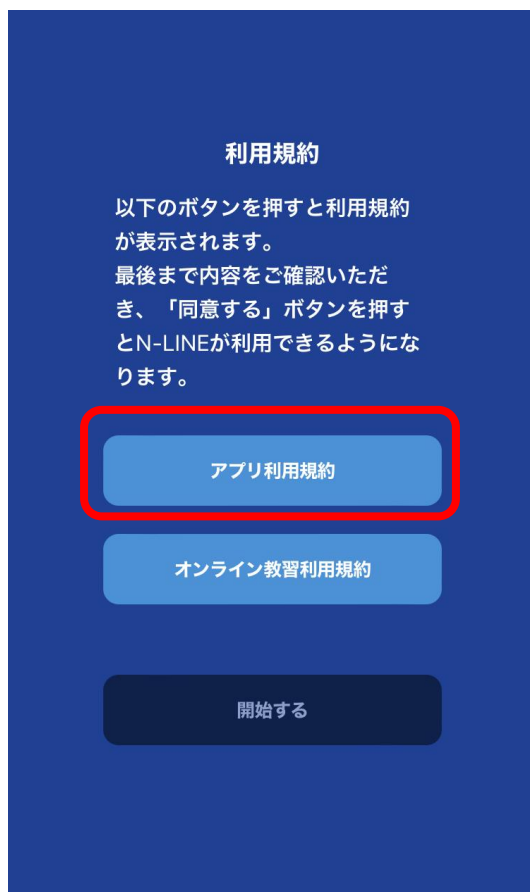 利用規約
以下のボタンを押すと利用規約
が表示されます。
最後まで内容をご確認いただ
き、「同意する」ボタンを押す
とN-LINEが利用できるようにな
ります。
アプリ利用規約
オンライン教習利用規約
開始する